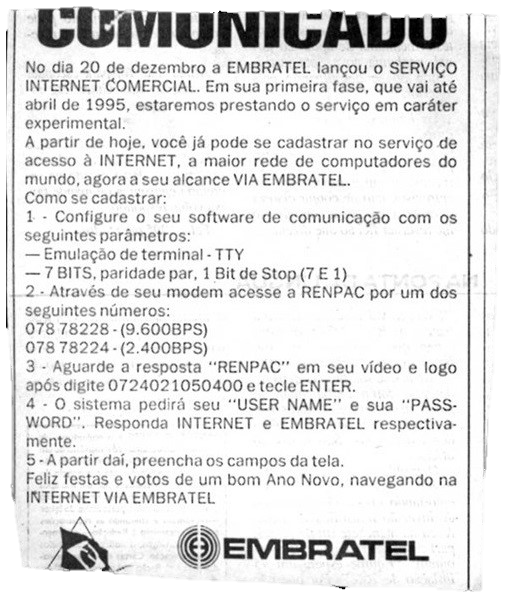 COMUNICADO
No dia 20 de dezembro a EMBRATEL lançou o SERVIÇO
INTERNET COMERCIAL. Em sua primeira fase, que vai até
abril de 1995, estaremos prestando o serviço em caráter
experimental.
A partir de hoje, você já pode se cadastrar no serviço de
acesso à INTERNET, a maior rede de computadores do
mundo, agora a seu alcance VIA EMBRATEL.
Como se cadastrar:
1 - Configure o seu software de comunicação com os
seguintes parâmetros:
— Emulação de terminal - TTY
— 7 BITS, paridade par, 1 Bit de Stop (7 E 1)
2 - Através de seu modem acesse a RENPAC por um dos
seguintes números:
078 78228 - (9.600BPS)
078 78224 - (2.400BPS)
3 - Aguarde a resposta "RENPAC" em seu vídeo e logo
após digite 0724021050400 e tecle ENTER.
4 - O sistema pedirá seu "USER NAME" e sua "PASS-
WORD". Responda INTERNET e EMBRATEL respectiva-
mente.
5 - A partir daí, preencha os campos da tela.
Feliz festas e votos de um bom Ano Novo, navegando na
INTERNET VIA EMBRATEL
EMBRATEL